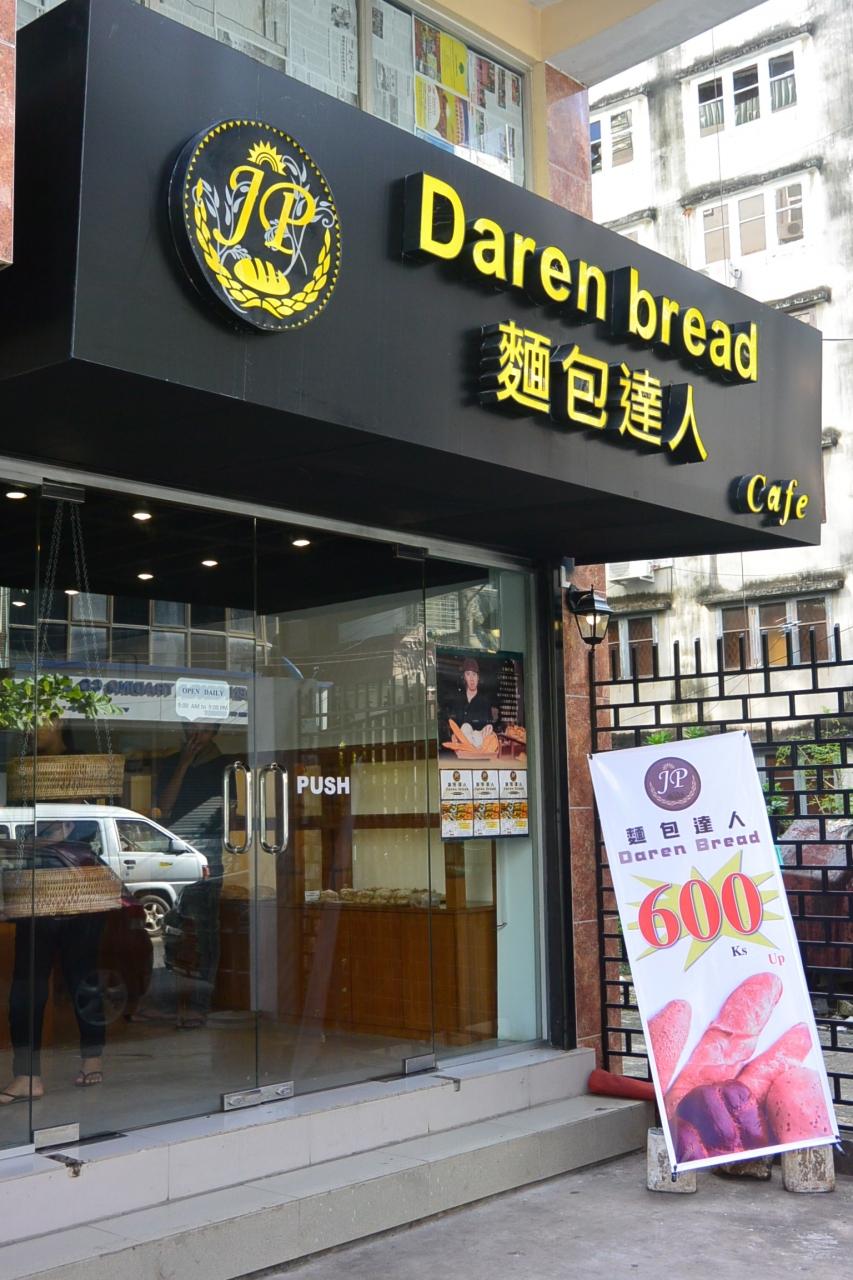 JP
Daren bread
麵包達人
Cafe
OPEN DAILY
PUSH
JP
麵包達人
Daren Bread
600
Ks
Up